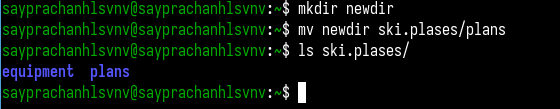 sayprachanhlsvnv@sayprachanhlsvnv:~$ mkdir newdir
sayprachanhlsvnv@sayprachanhlsvnv:~$ mv newdir ski.plases/plans
sayprachanhlsvnv@sayprachanhlsvnv:~$ ls ski.plases/
equipment  plans
sayprachanhlsvnv@sayprachanhlsvnv:~$